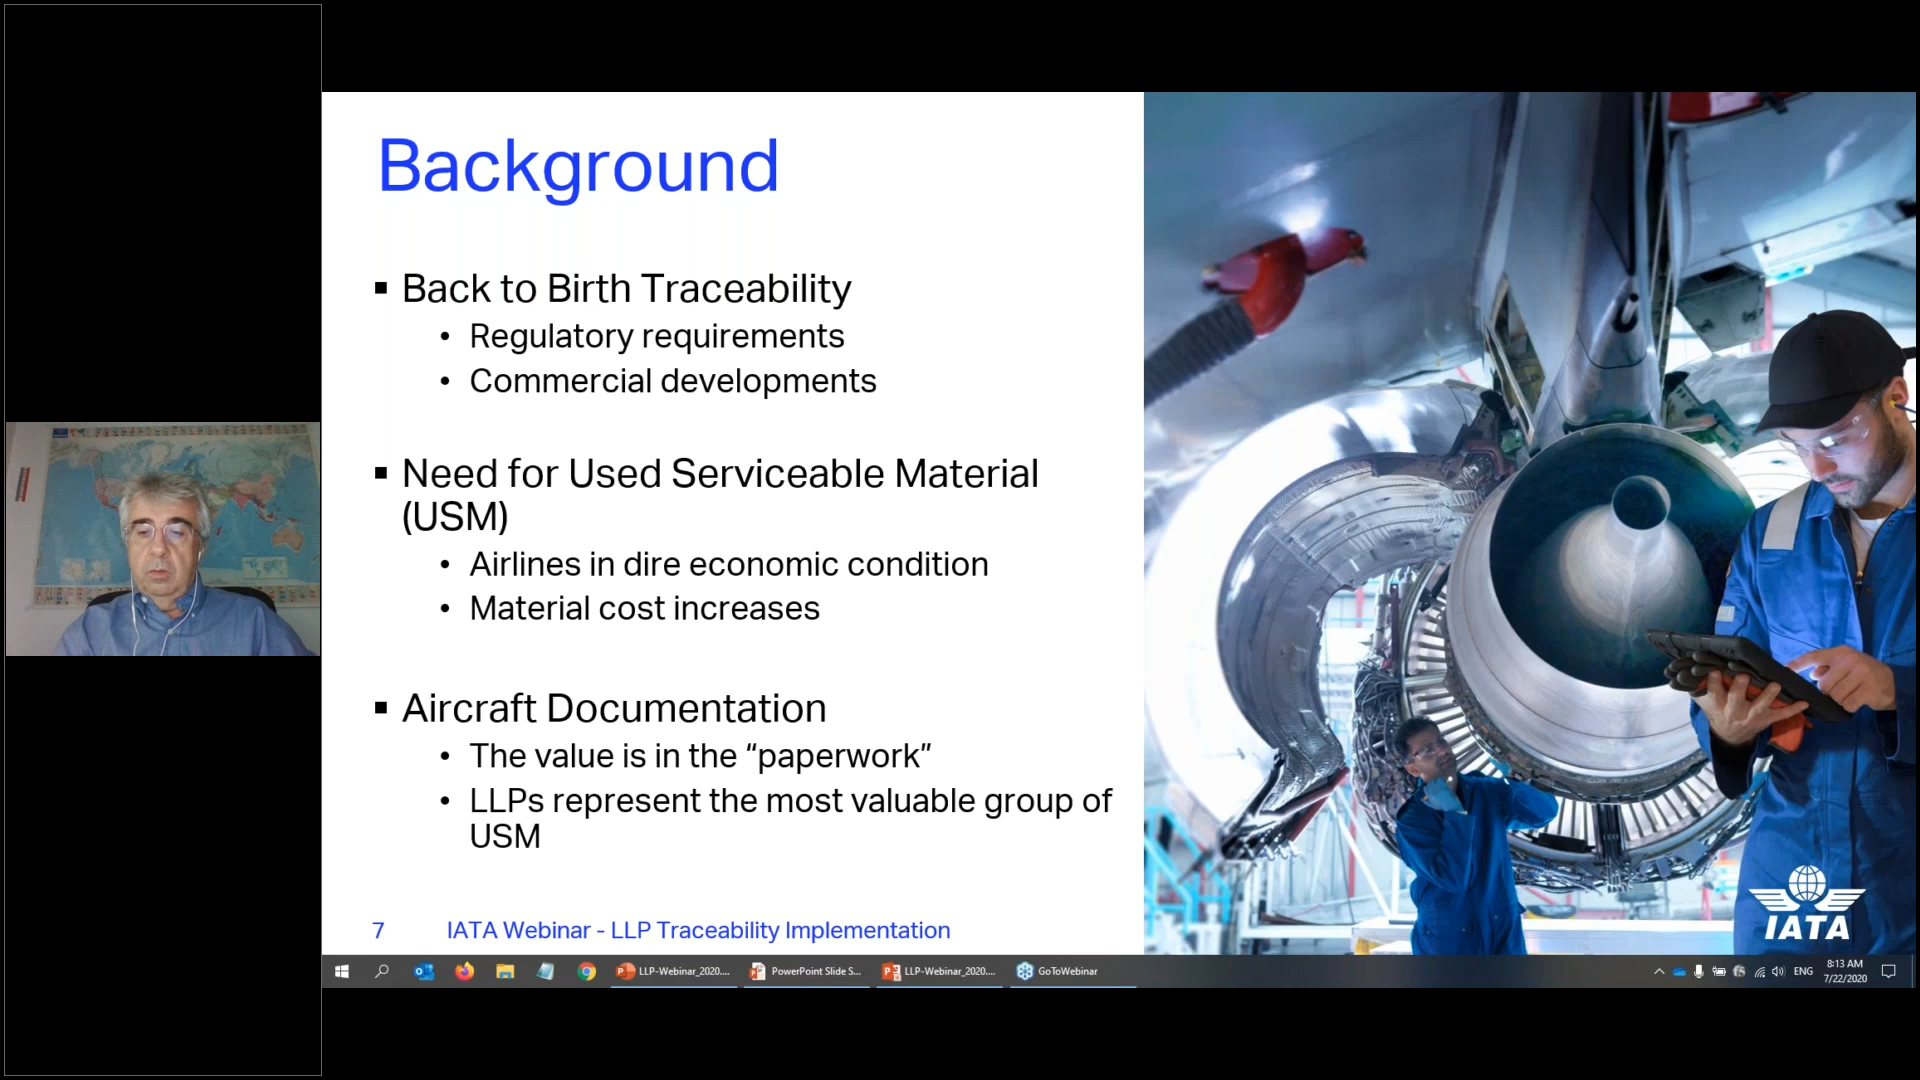 Background
▪ Back to Birth Traceability
• Regulatory requirements
• Commercial developments
▪ Need for Used Serviceable Material
(USM)
• Airlines in dire economic condition
• Material cost increases
▪ Aircraft Documentation
• The value is in the “paperwork”
• LLPs represent the most valuable group of
USM
7 IATA Webinar - LLP Traceability Implementation
IATA
LLP-Webinar_2020.... PowerPoint Slide S... LLP-Webinar_2020.... GoToWebinar ENG 8:13 AM
7/22/2020